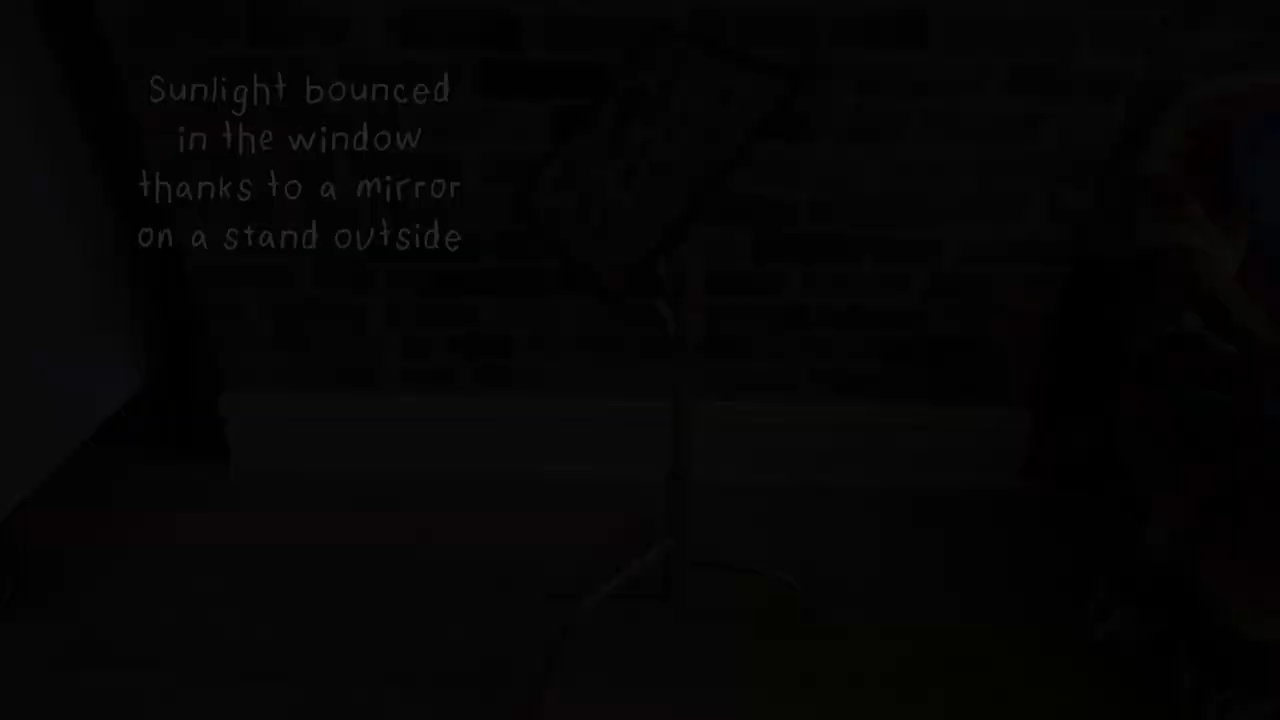 Sunlight bounced
in the window
thanks to a mirror
on a stand outside